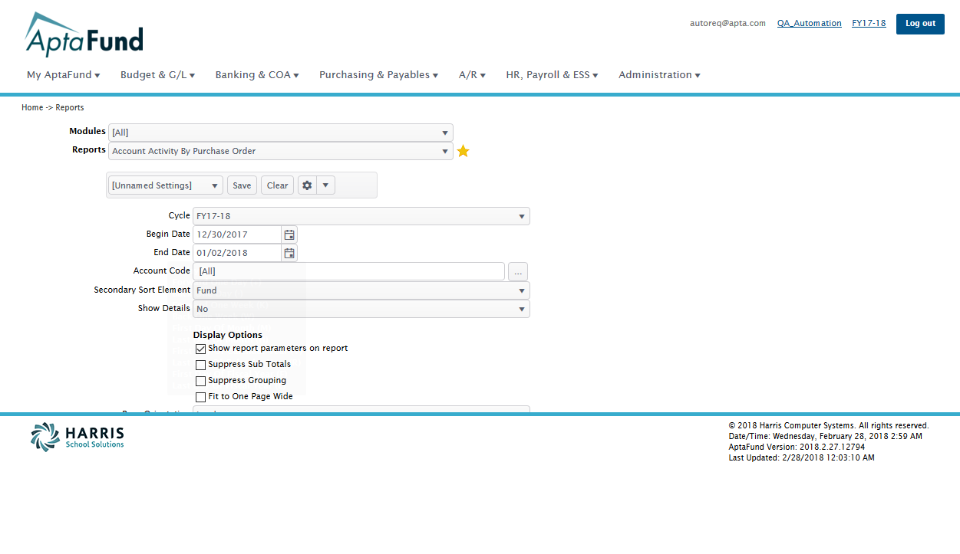 AptaFund
autoreq@apta.com QA_Automation FY17-18 Log out
My AptaFund Budget & G/L Banking & COA Purchasing & Payables A/R HR, Payroll & ESS Administration
Home -> Reports
Modules [All]
Reports Account Activity By Purchase Order
[Unnamed Settings] Save Clear
Cycle FY17-18
Begin Date 12/30/2017
End Date 01/02/2018
Account Code [All] ...
Secondary Sort Element Fund
Show Details No
Display Options
Show report parameters on report
Suppress Sub Totals
Suppress Grouping
Fit to One Page Wide
HARRIS
School Solutions
© 2018 Harris Computer Systems. All rights reserved.
Date/Time: Wednesday, February 28, 2018 2:59 AM
AptaFund Version: 2018.2.27.12794
Last Updated: 2/28/2018 12:03:10 AM